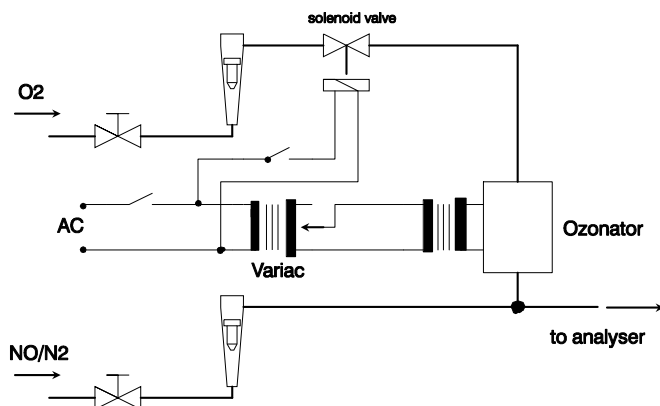 solenoid valve
O2
AC
Variac
Ozonator
NO/N2
to analyser